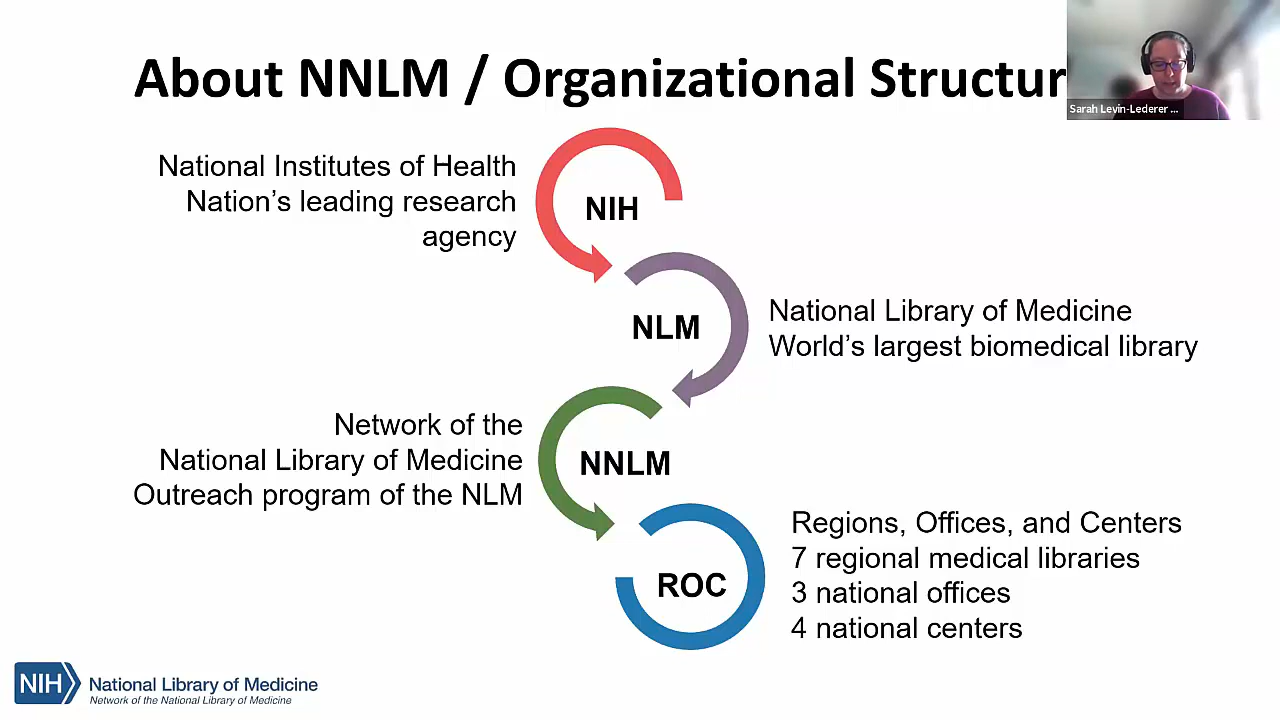 About NNLM / Organizational Structur
Sarah Levin-Lederer ...
National Institutes of Health
Nation's leading research
agency
NIH
NLM
National Library of Medicine
World's largest biomedical library
Network of the
National Library of Medicine
Outreach program of the NLM
NNLM
ROC
Regions, Offices, and Centers
7 regional medical libraries
3 national offices
4 national centers
NIH
National Library of Medicine
Network of the National Library of Medicine